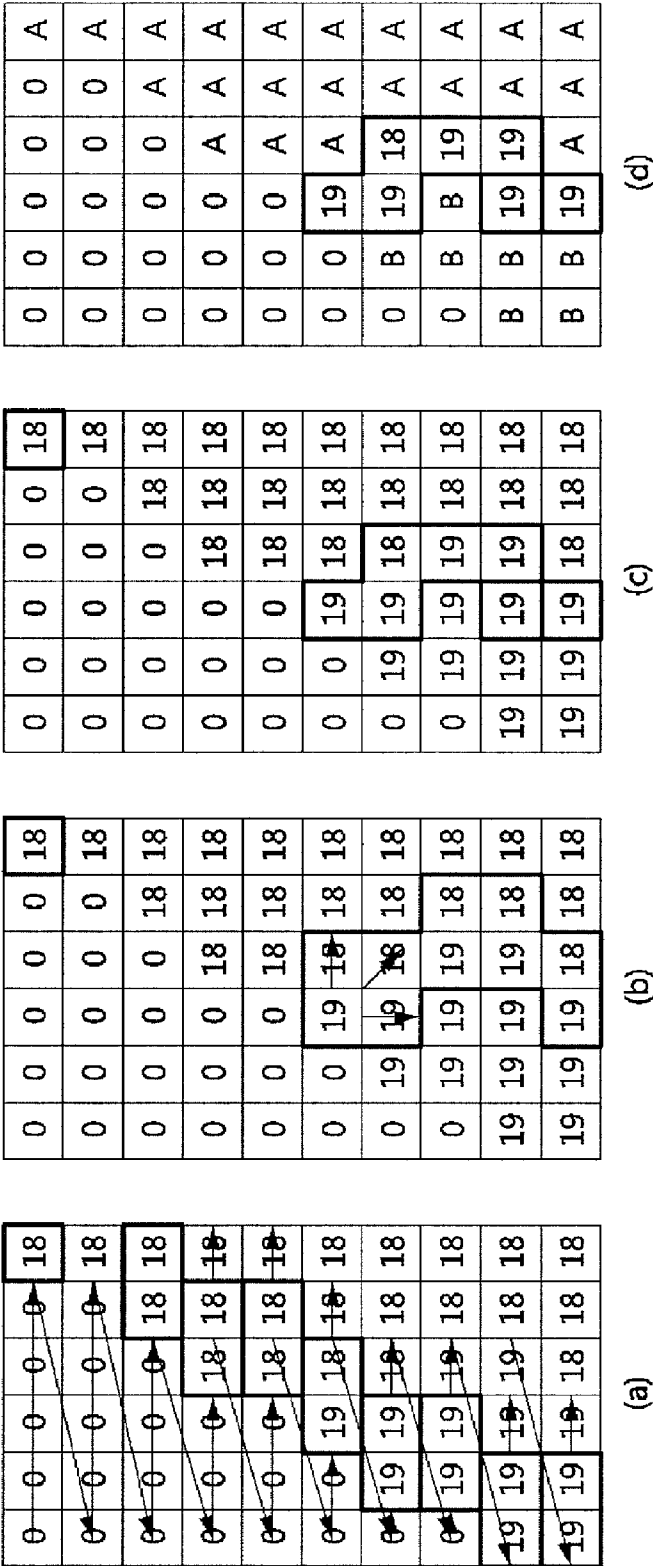 0 0 0 0 0 18 0 0 0 0 0 18 0 0 0 0 0 18 0 0 0 0 0 A
0 0 0 0 0 18 0 0 0 0 0 18 0 0 0 0 0 18 0 0 0 0 0 A
0 0 0 0 18 18 0 0 0 0 18 18 0 0 0 0 18 18 0 0 0 0 A A
0 0 0 18 18 18 0 0 0 18 18 18 0 0 0 18 18 18 0 0 0 A A A
0 0 0 18 18 18 0 0 0 18 18 18 0 0 0 18 18 18 0 0 0 A A A
0 0 19 18 18 18 0 0 19 18 18 18 0 0 19 18 18 18 0 0 19 A A A
0 19 19 18 18 18 0 19 19 18 18 18 0 19 19 18 18 18 0 B 19 18 A A
0 19 19 19 18 18 0 19 19 19 18 18 0 19 19 19 18 18 0 B B 19 A A
19 19 19 19 18 18 19 19 19 19 18 18 19 19 19 19 18 18 B B 19 19 A A
19 19 19 18 18 18 19 19 19 18 18 18 19 19 19 18 18 18 B B 19 A A A
(a) (b) (c) (d)